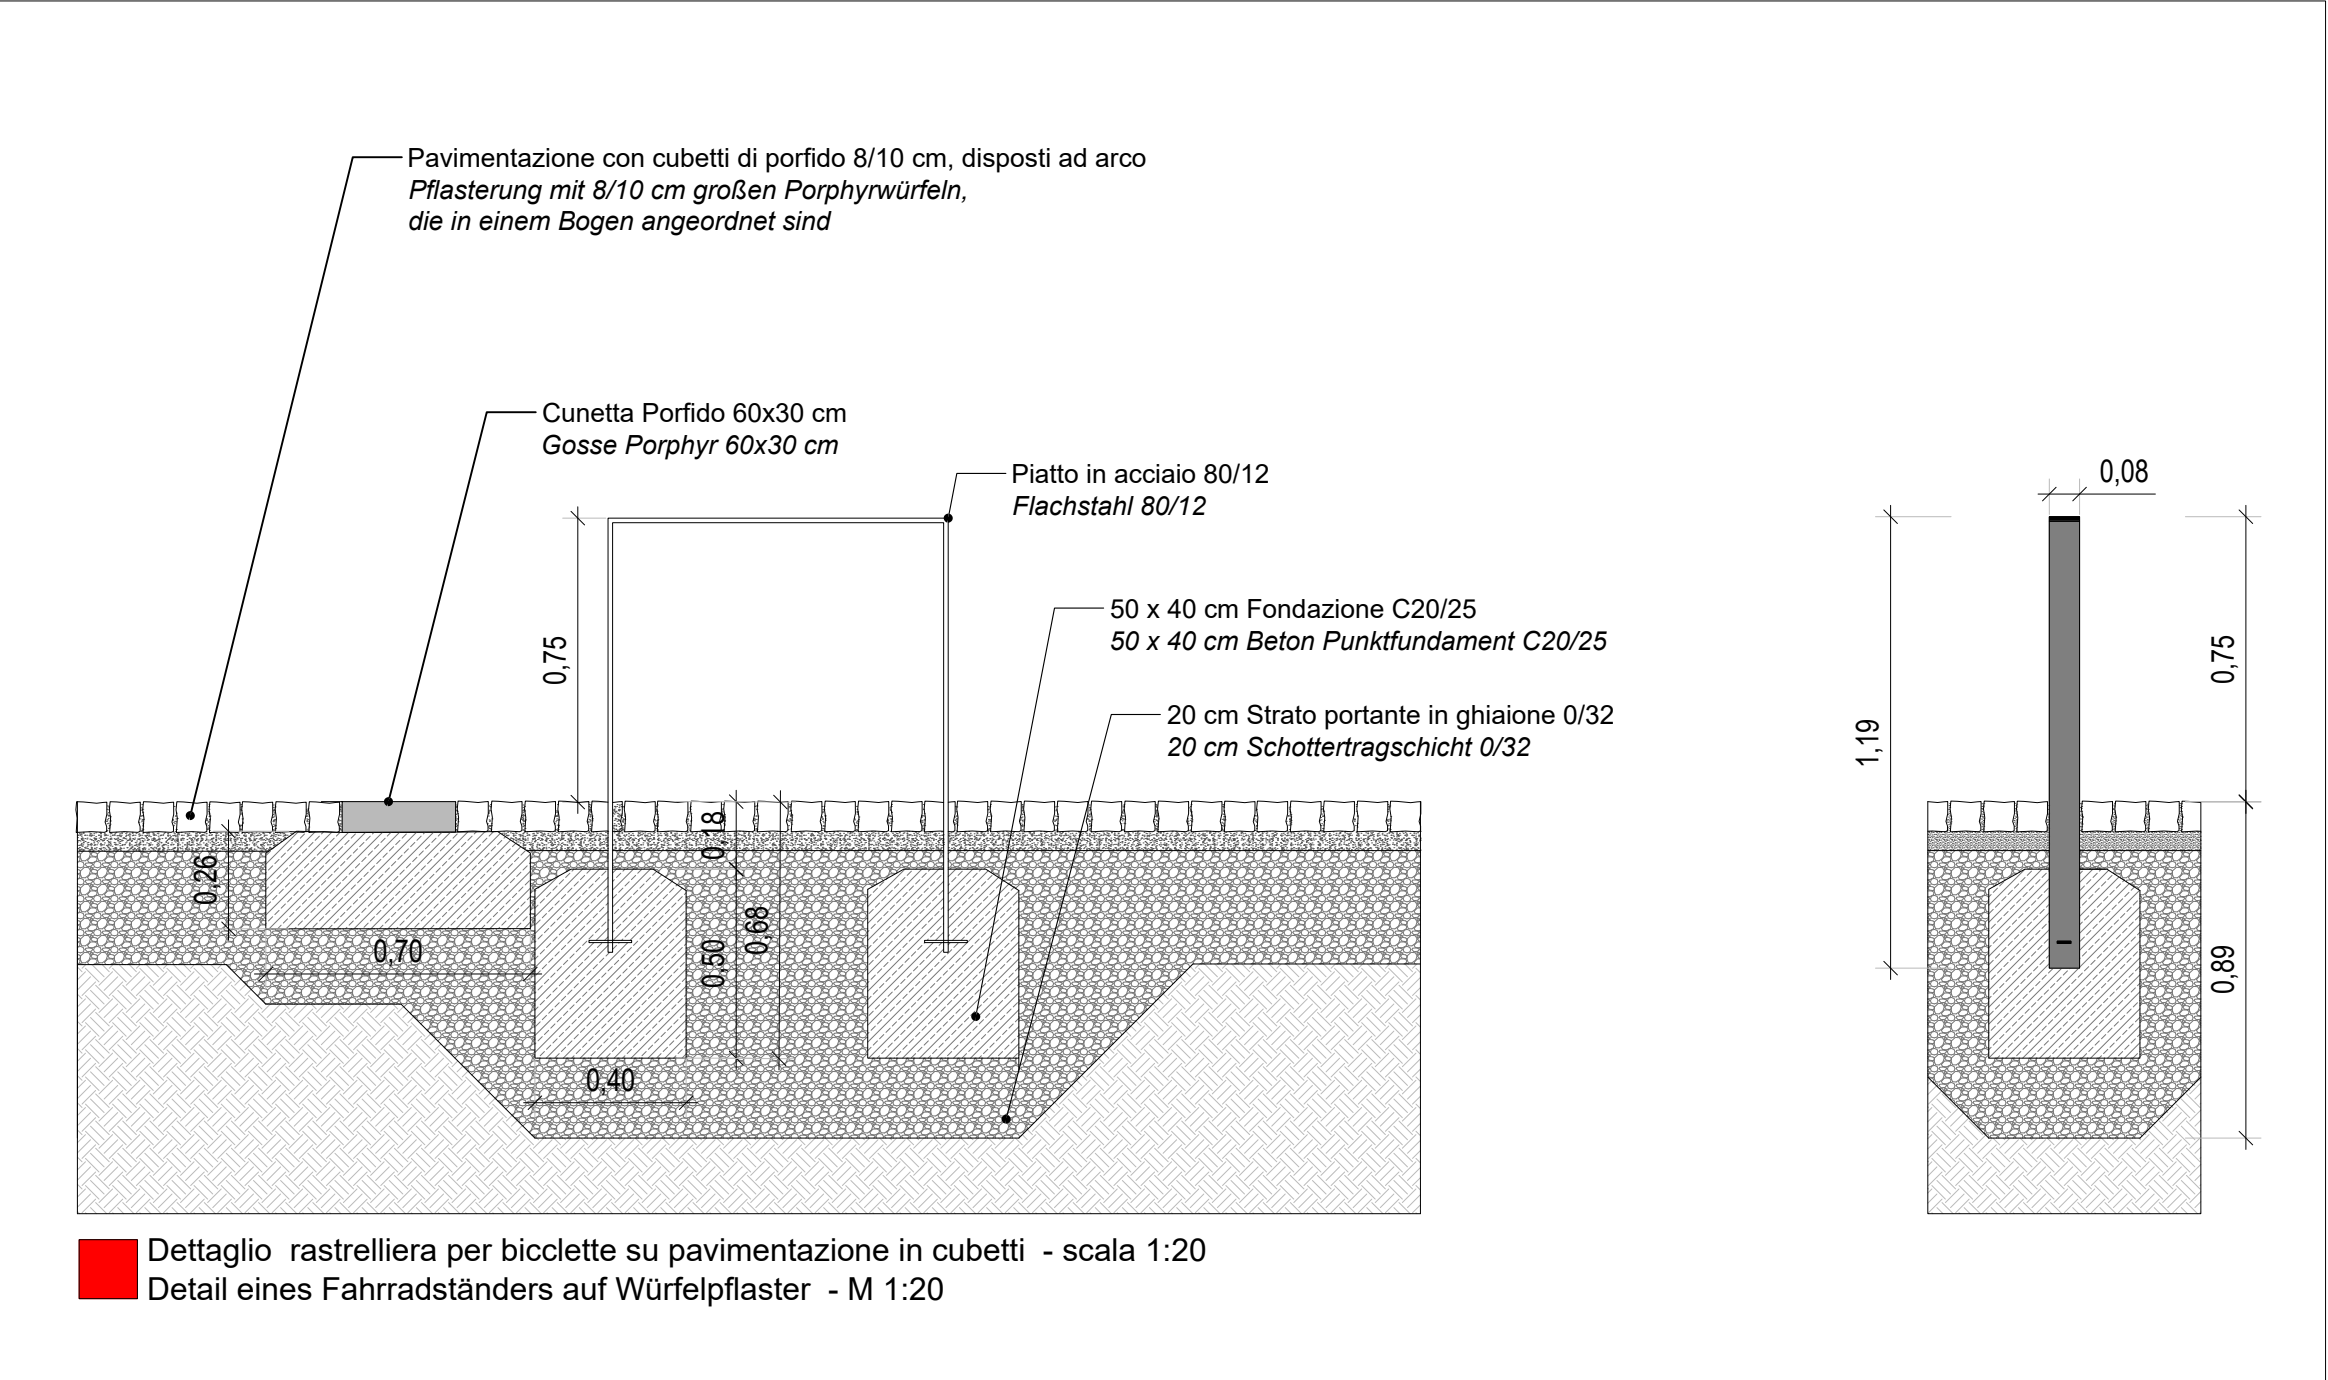 Pavimentazione con cubetti di porfido 8/10 cm, disposti ad arco
Pflasterung mit 8/10 cm großen Porphyrwürfeln,
die in einem Bogen angeordnet sind
Cunetta Porfido 60x30 cm
Gosse Porphyr 60x30 cm
Piatto in acciaio 80/12
Flachstahl 80/12
50 x 40 cm Fondazione C20/25
50 x 40 cm Beton Punktfundament C20/25
20 cm Strato portante in ghiaione 0/32
20 cm Schottertragschicht 0/32
0,75
0,18
0,26
0,68
0,50
0,70
0,40
0,08
0,75
1,19
0,89
Dettaglio  rastrelliera per bicclette su pavimentazione in cubetti  - scala 1:20
Detail eines Fahrradständers auf Würfelpflaster  - M 1:20